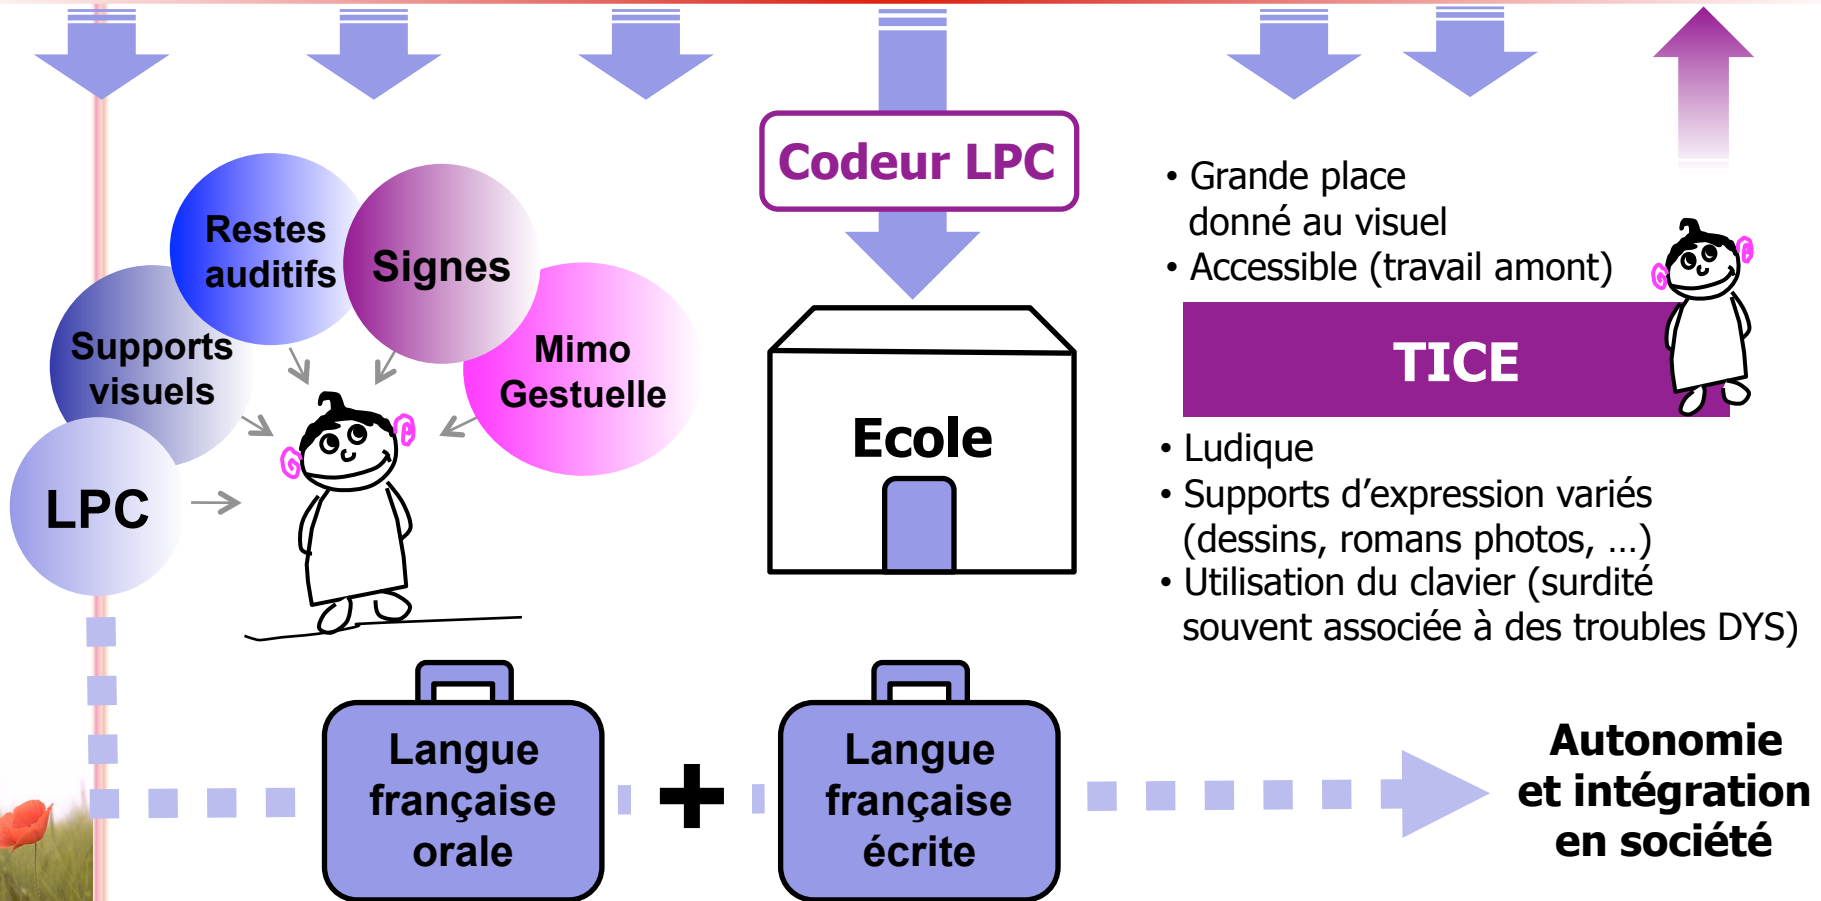 Codeur LPC
Restes
auditifs
Signes
Supports
visuels
Mimo
Gestuelle
LPC
Ecole
• Grande place
donné au visuel
• Accessible (travail amont)
TICE
• Ludique
• Supports d’expression variés
(dessins, romans photos, …)
• Utilisation du clavier (surdité
souvent associée à des troubles DYS)
Langue
française
orale
+
Langue
française
écrite
Autonomie
et intégration
en société